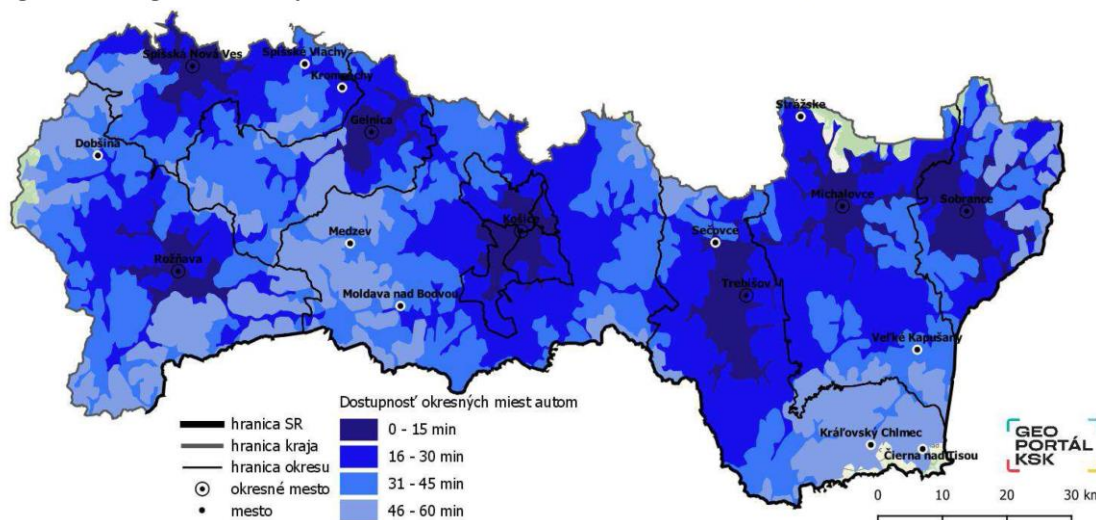 Spišská Nová Ves
Spišské Vlachy
Krompachy
Gelnica
Dobšiná
Strážske
Michalovce
Sobrance
Košice
Medzev
Sečovce
Rožňava
Trebišov
Moldava nad Bodvou
Veľké Kapušany
Kráľovský Chlmec
Čierna nad Tisou
hranica SR
hranica kraja
hranica okresu
okresné mesto
mesto
Dostupnosť okresných miest autom
0 - 15 min
16 - 30 min
31 - 45 min
46 - 60 min
GEO
PORTÁL
KSK
0 10 20 30 km